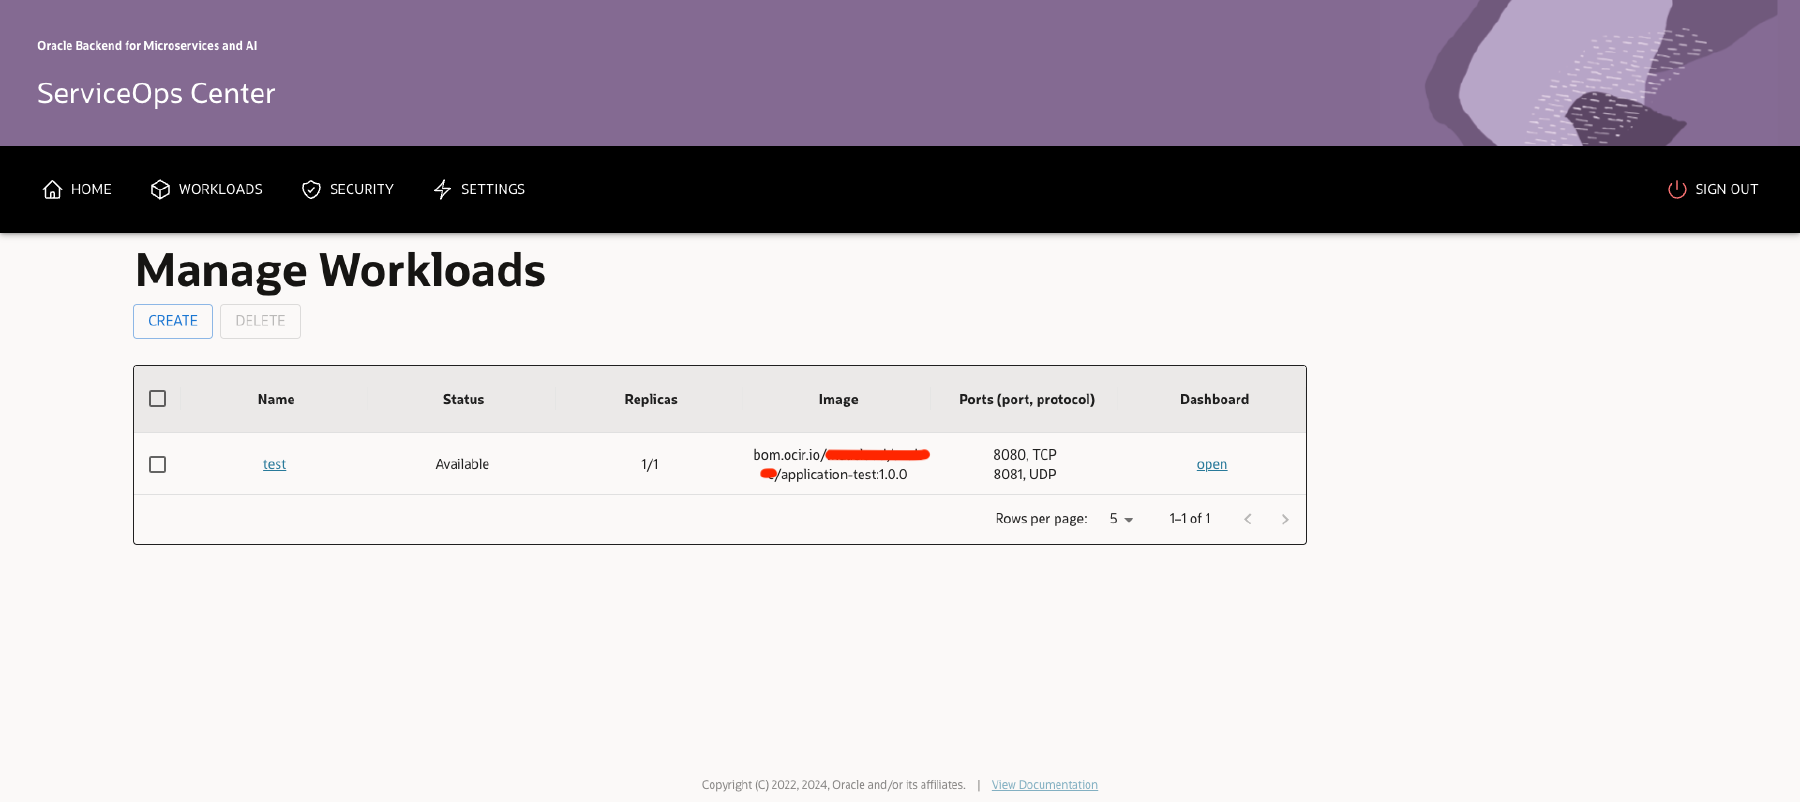 Oracle Backend for Microservices and AI
ServiceOps Center
HOME WORKLOADS SECURITY SETTINGS SIGN OUT
Manage Workloads
CREATE DELETE
Name Status Replicas Image Ports (port, protocol) Dashboard
test Available 1/1 bom.ocir.io/ 8080, TCP open
/application-test:1.0.0 8081, UDP
Rows per page: 5 1–1 of 1
Copyright (C) 2022, 2024, Oracle and/or its affiliates. | View Documentation